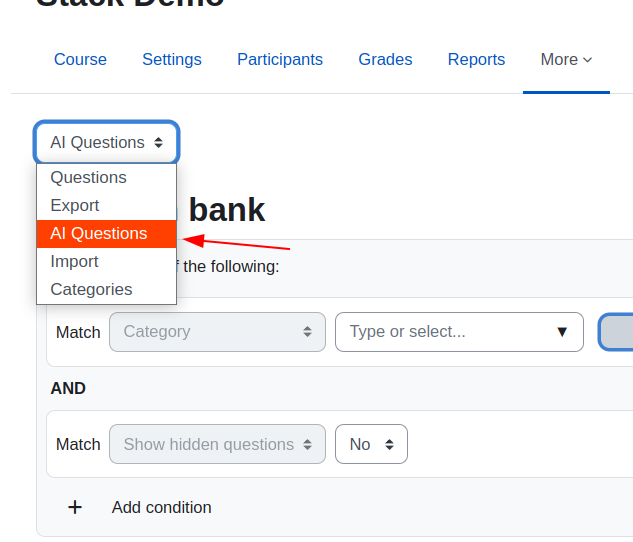 Stack Demo
Course Settings Participants Grades Reports More
AI Questions
Questions
Export
AI Questions
Import
Categories
bank
of the following:
Match Category Type or select... ▼
AND
Match Show hidden questions No
+ Add condition